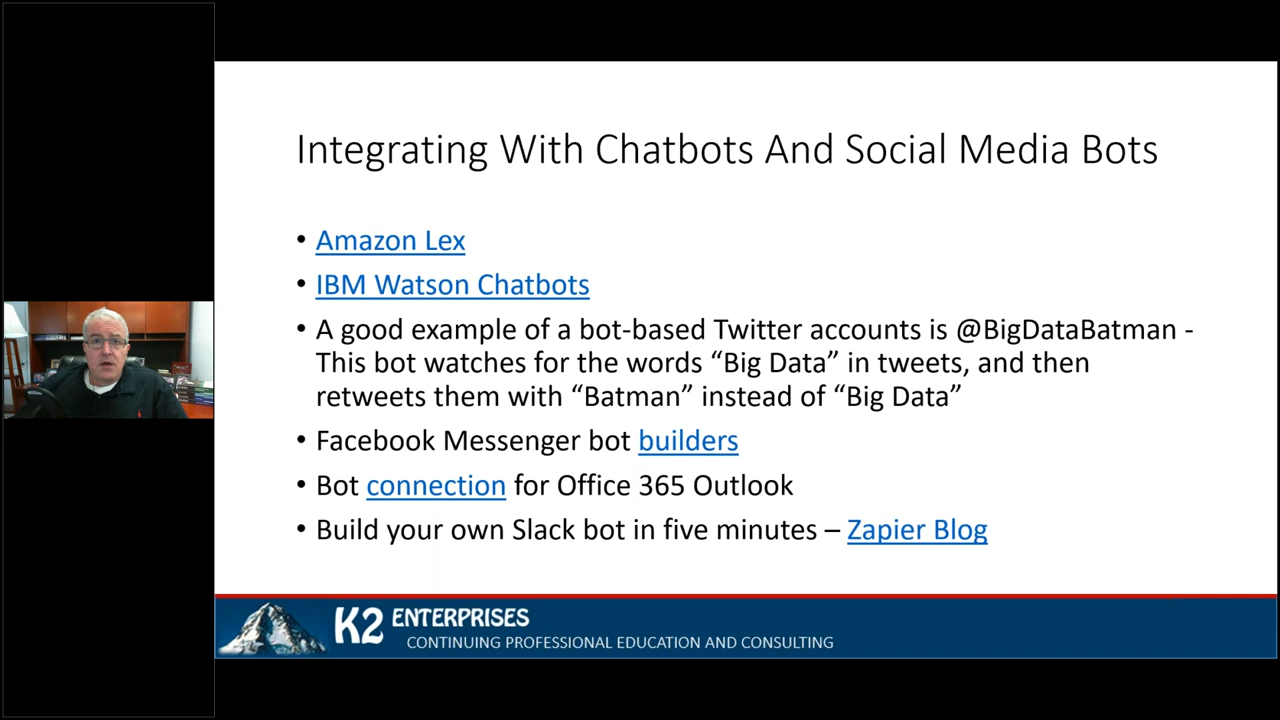 Integrating With Chatbots And Social Media Bots
• Amazon Lex
• IBM Watson Chatbots
• A good example of a bot-based Twitter accounts is @BigDataBatman -
This bot watches for the words “Big Data” in tweets, and then
retweets them with “Batman” instead of “Big Data”
• Facebook Messenger bot builders
• Bot connection for Office 365 Outlook
• Build your own Slack bot in five minutes – Zapier Blog
K2 ENTERPRISES
CONTINUING PROFESSIONAL EDUCATION AND CONSULTING